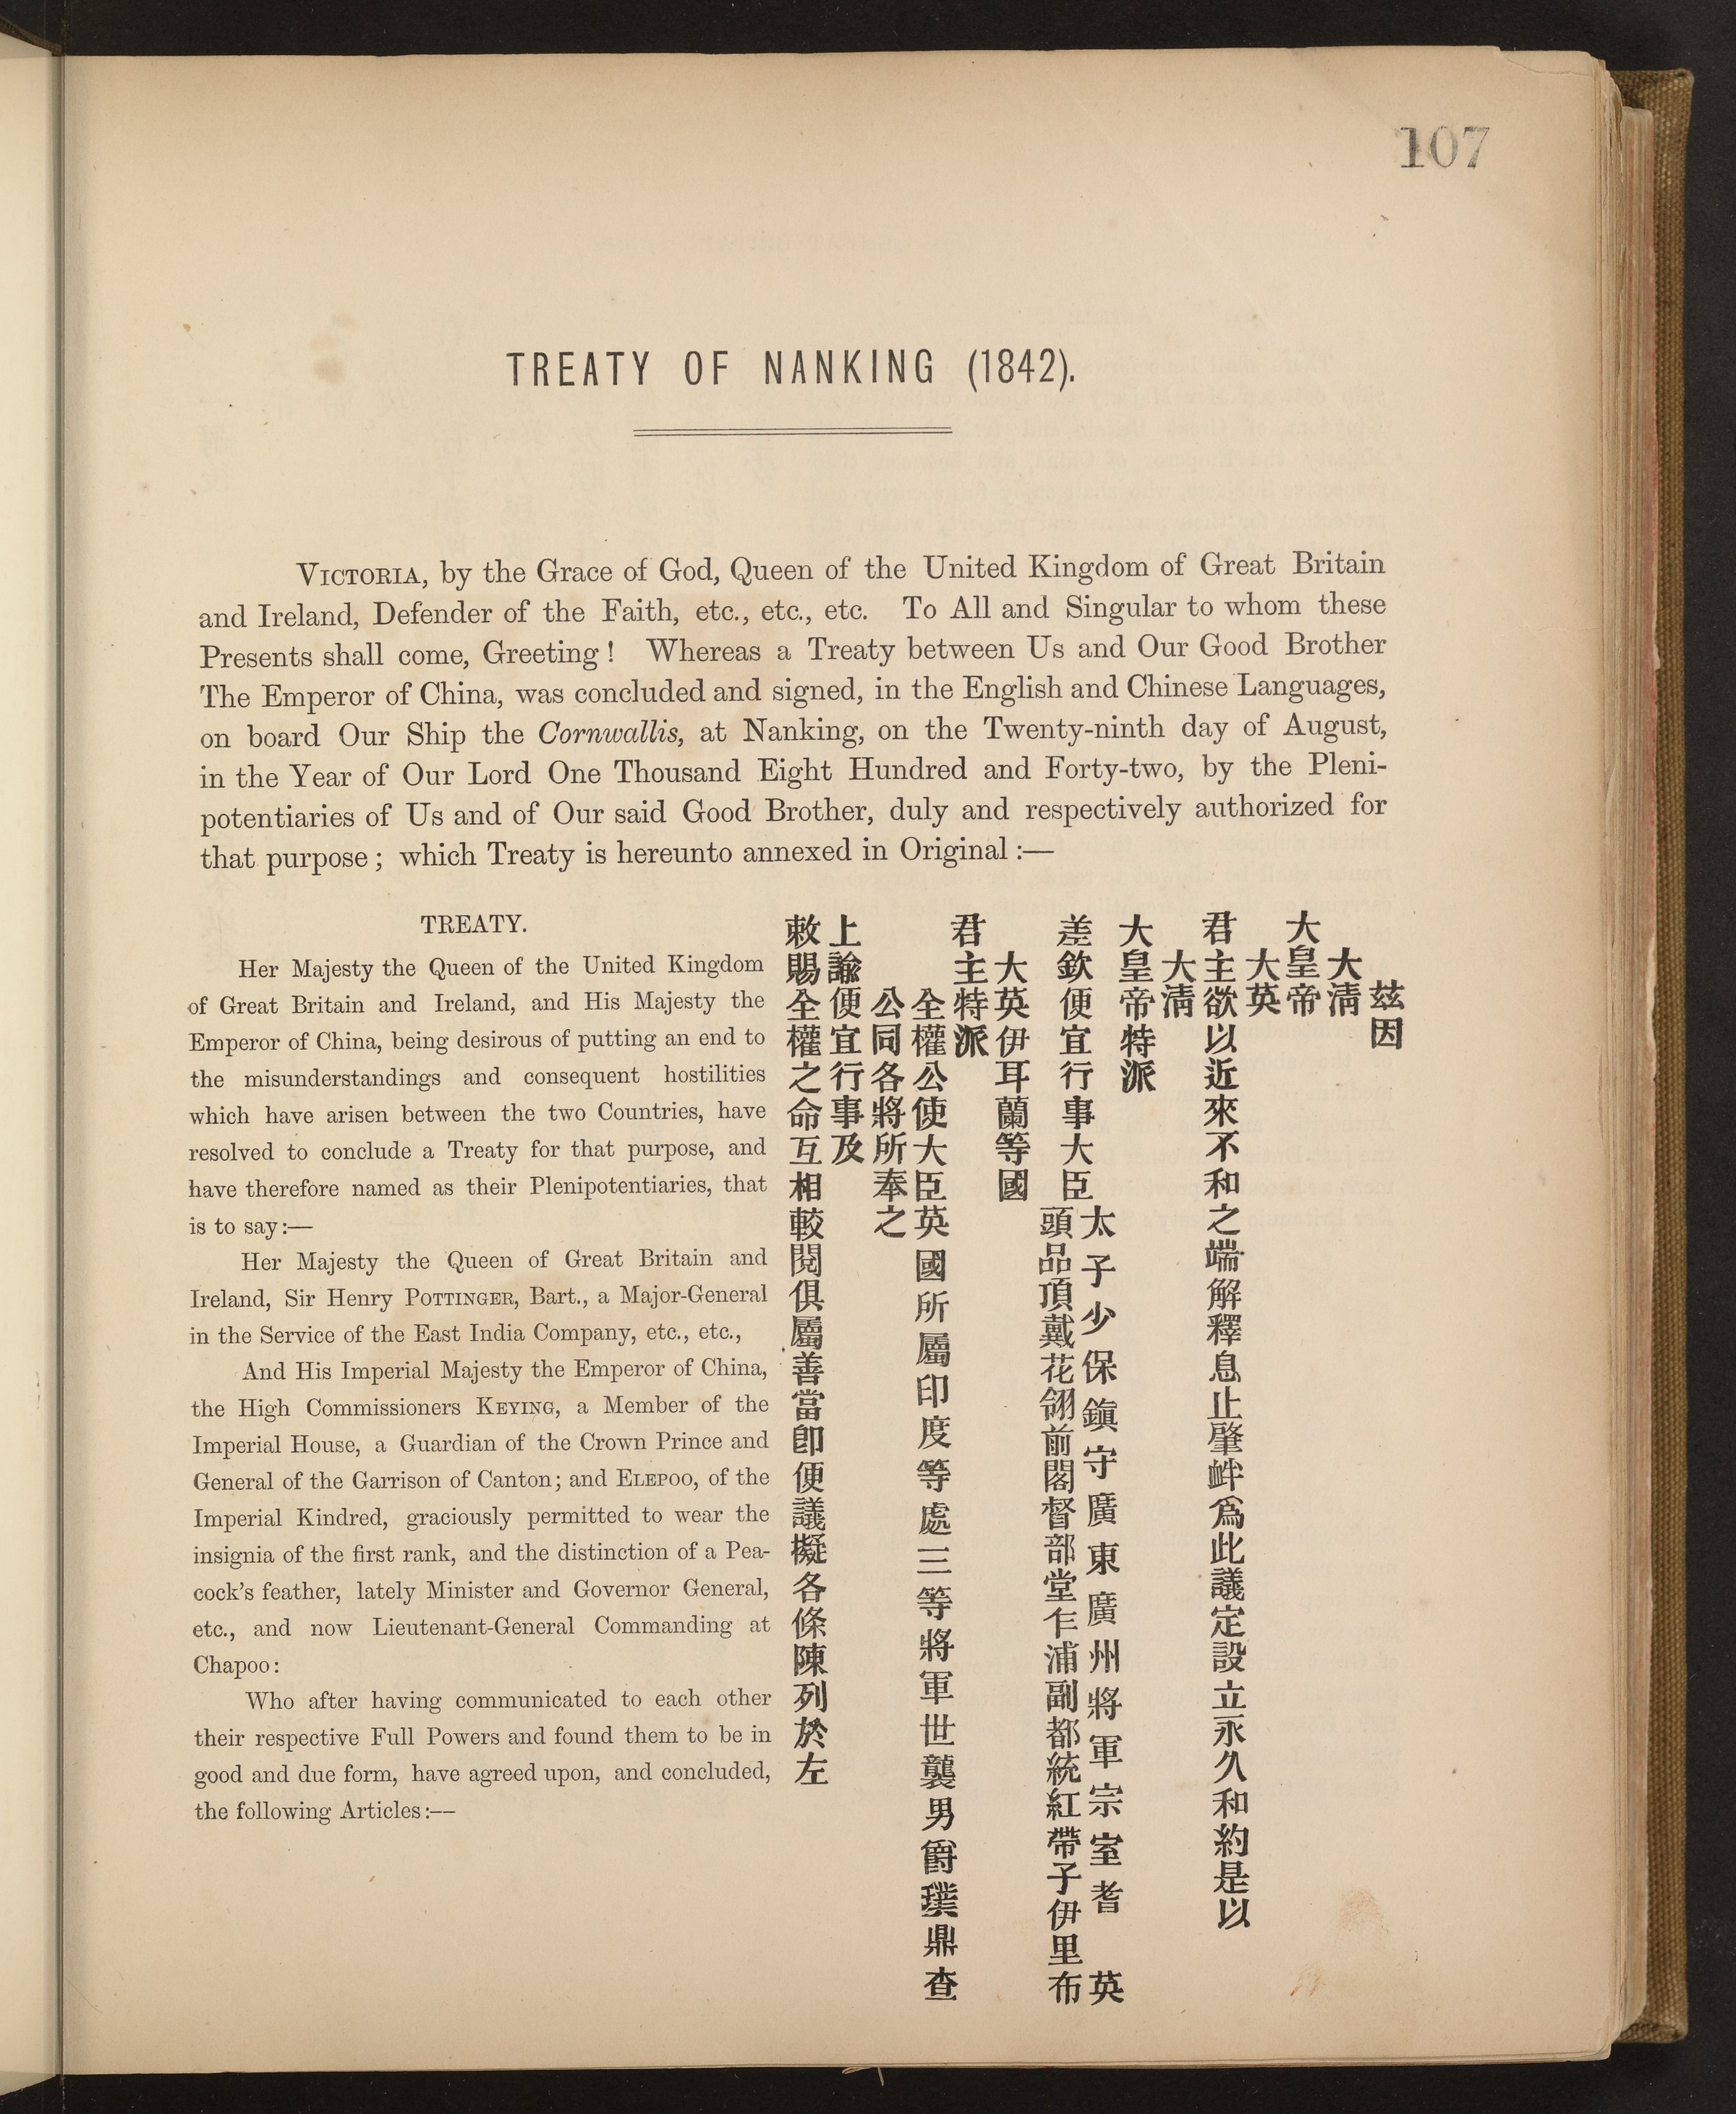 107
TREATY OF NANKING (1842).
VICTORIA, by the Grace of God, Queen of the United Kingdom of Great Britain
and Ireland, Defender of the Faith, etc., etc., etc. To All and Singular to whom these
Presents shall come, Greeting! Whereas a Treaty between Us and Our Good Brother
The Emperor of China, was concluded and signed, in the English and Chinese Languages,
on board Our Ship the Cornwallis, at Nanking, on the Twenty-ninth day of August,
in the Year of Our Lord One Thousand Eight Hundred and Forty-two, by the Pleni-
potentiaries of Us and of Our said Good Brother, duly and respectively authorized for
that purpose; which Treaty is hereunto annexed in Original:—
TREATY.
Her Majesty the Queen of the United Kingdom
of Great Britain and Ireland, and His Majesty the
Emperor of China, being desirous of putting an end to
the misunderstandings and consequent hostilities
which have arisen between the two Countries, have
resolved to conclude a Treaty for that purpose, and
have therefore named as their Plenipotentiaries, that
is to say:—
Her Majesty the Queen of Great Britain and
Ireland, Sir Henry POTTINGER, Bart., a Major-General
in the Service of the East India Company, etc., etc.,
And His Imperial Majesty the Emperor of China,
the High Commissioners KEYING, a Member of the
Imperial House, a Guardian of the Crown Prince and
General of the Garrison of Canton; and ELEPOO, of the
Imperial Kindred, graciously permitted to wear the
insignia of the first rank, and the distinction of a Pea-
cock's feather, lately Minister and Governor General,
etc., and now Lieutenant-General Commanding at
Chapoo:
Who after having communicated to each other
their respective Full Powers and found them to be in
good and due form, have agreed upon, and concluded,
the following Articles:—
茲因
大清
大皇帝
大英
君主欲以近來不和之端解釋息止肇衅爲此議定設立永久和約是以
大清
大皇帝特派
差欽便宜行事大臣
太子少保鎭守廣東廣州將軍宗室耆英
頭品頂戴花翎前閣督部堂乍浦副都統紅帶子伊里布
大英伊耳蘭等國
君主特派
全權公使大臣英國所屬印度等處三等將軍世襲男爵璞鼎查
公同各將所奉之
上諭便宜行事及
敕賜全權之命互相較閱俱屬善當卽便議擬各條陳列於左